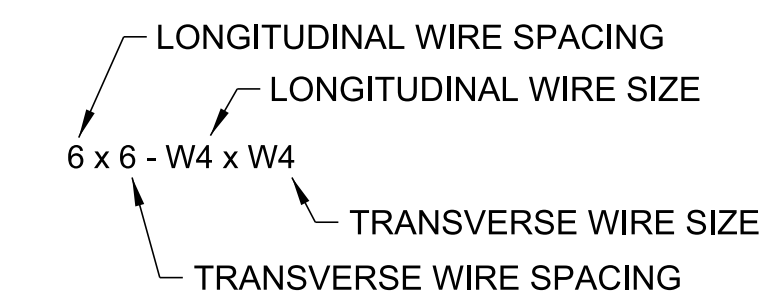 LONGITUDINAL WIRE SPACING
LONGITUDINAL WIRE SIZE
6 x 6 - W4 x W4
TRANSVERSE WIRE SIZE
TRANSVERSE WIRE SPACING